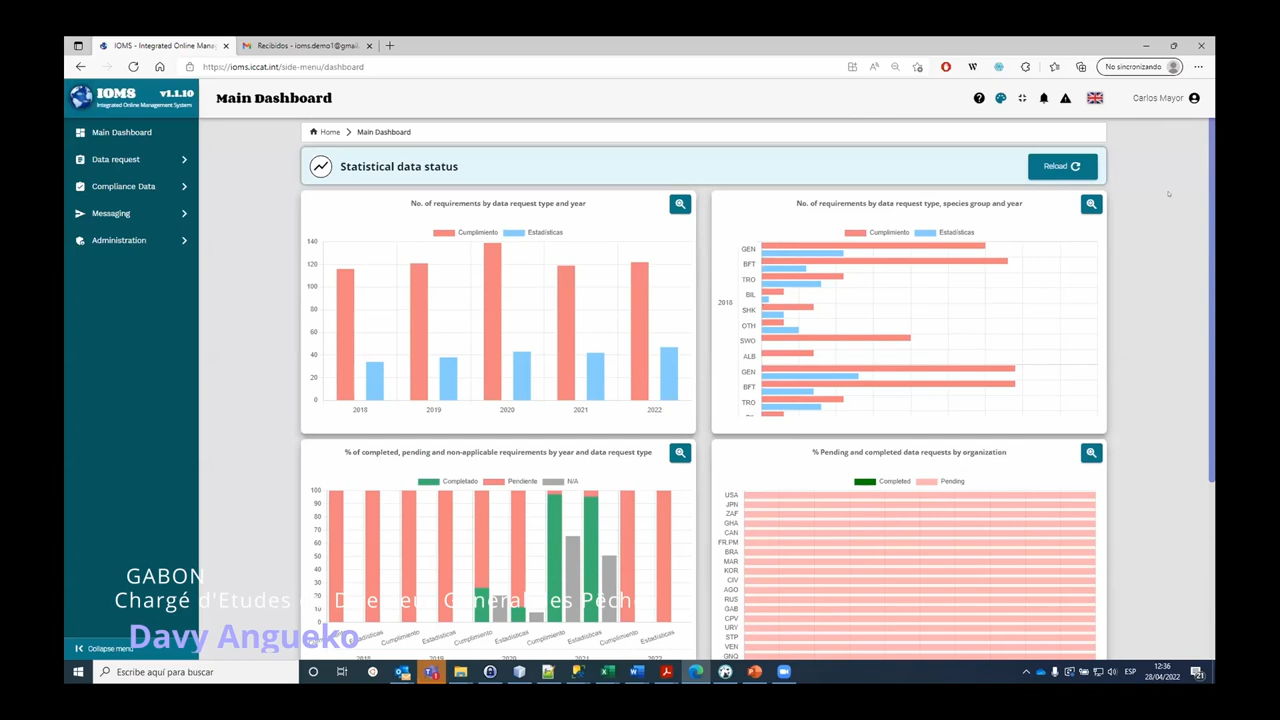 IOMS - Integrated Online Mana
Recibidos - ioms.demo1@gmail.
https://ioms.iccat.int/side-menu/dashboard
No sincronizando
IOMS v1.1.10
Integrated Online Management System
Main Dashboard
Carlos Mayor
Main Dashboard
Data request
Compliance Data
Messaging
Administration
Collapse menu
Home > Main Dashboard
Statistical data status
Reload
No. of requirements by data request type and year
Cumplimiento Estadísticas
140
120
100
80
60
40
20
0
2018 2019 2020 2021 2022
No. of requirements by data request type, species group and year
Cumplimiento Estadísticas
GEN
BFT
TRO
BIL
2018
SHK
OTH
SWO
ALB
GEN
BFT
TRO
% of completed, pending and non-applicable requirements by year and data request type
Completado Pendiente N/A
100
90
80
70
60
50
40
30
20
10
0
Estadísticas Cumplimiento Estadísticas Cumplimiento Estadísticas Cumplimiento Estadísticas
2018 2019 2020 2021 2022
% Pending and completed data requests by organization
Completed Pending
USA
JPN
ZAF
GHA
CAN
FR.PM
BRA
MAR
KOR
CIV
AGO
RUS
GAB
CPV
URY
STP
VEN
GNQ
GABON
Chargé d'Etudes Directeur Général des Pêch
Davy Angueko
Escribe aquí para buscar
ESP
12:36
28/04/2022
21